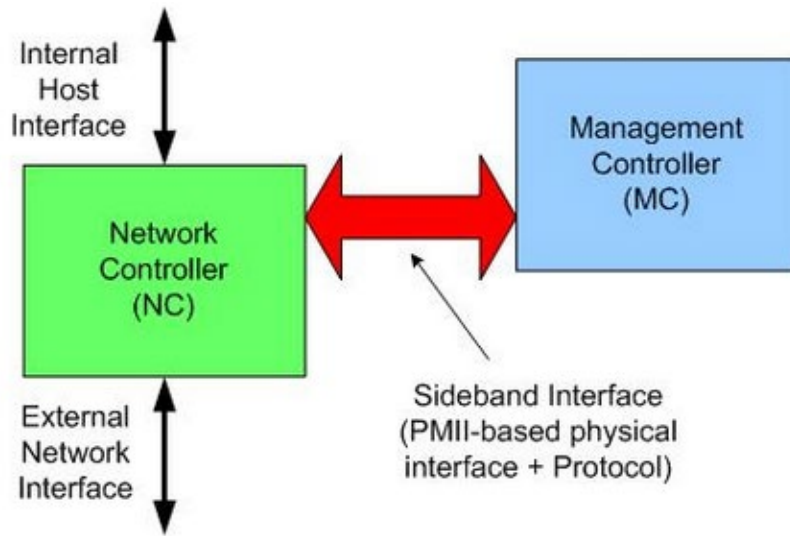 Internal
Host
Interface
Management
Controller
(MC)
Network
Controller
(NC)
External
Network
Interface
Sideband Interface
(PMII-based physical
interface + Protocol)